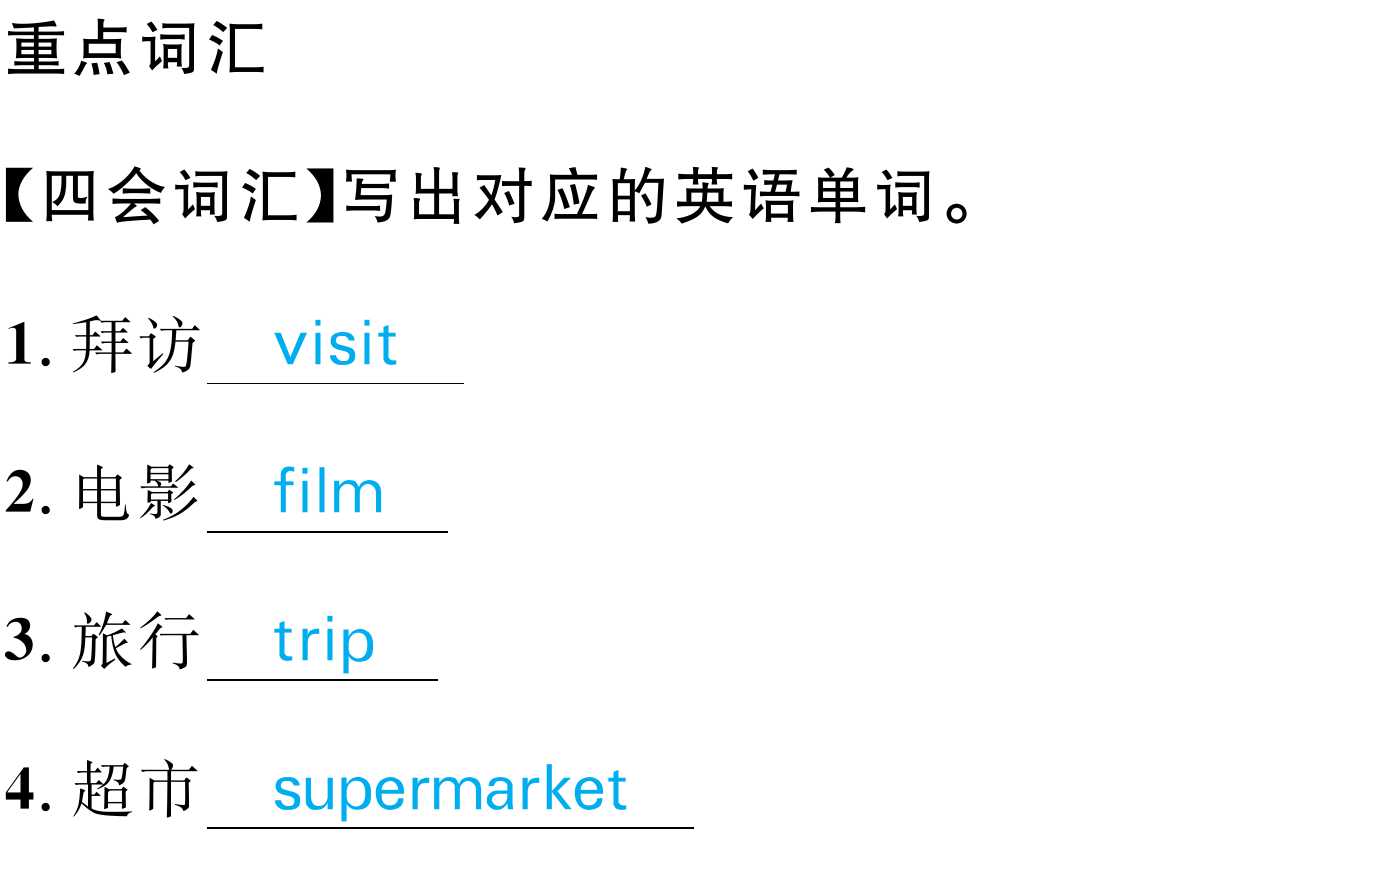 重点词汇
【四会词汇】写出对应的英语单词。
1. 拜访 visit
2. 电影 film
3. 旅行 trip
4. 超市 supermarket